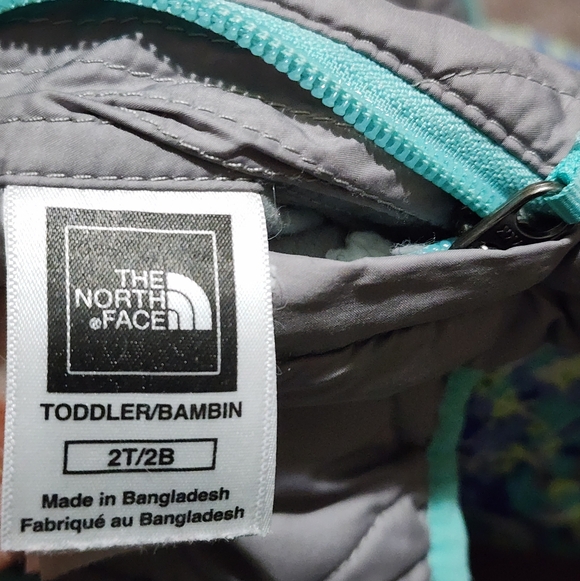 THE
NORTH
FACE
TODDLER/BAMBIN
2T/2B
Made in Bangladesh
Fabriqué au Bangladesh